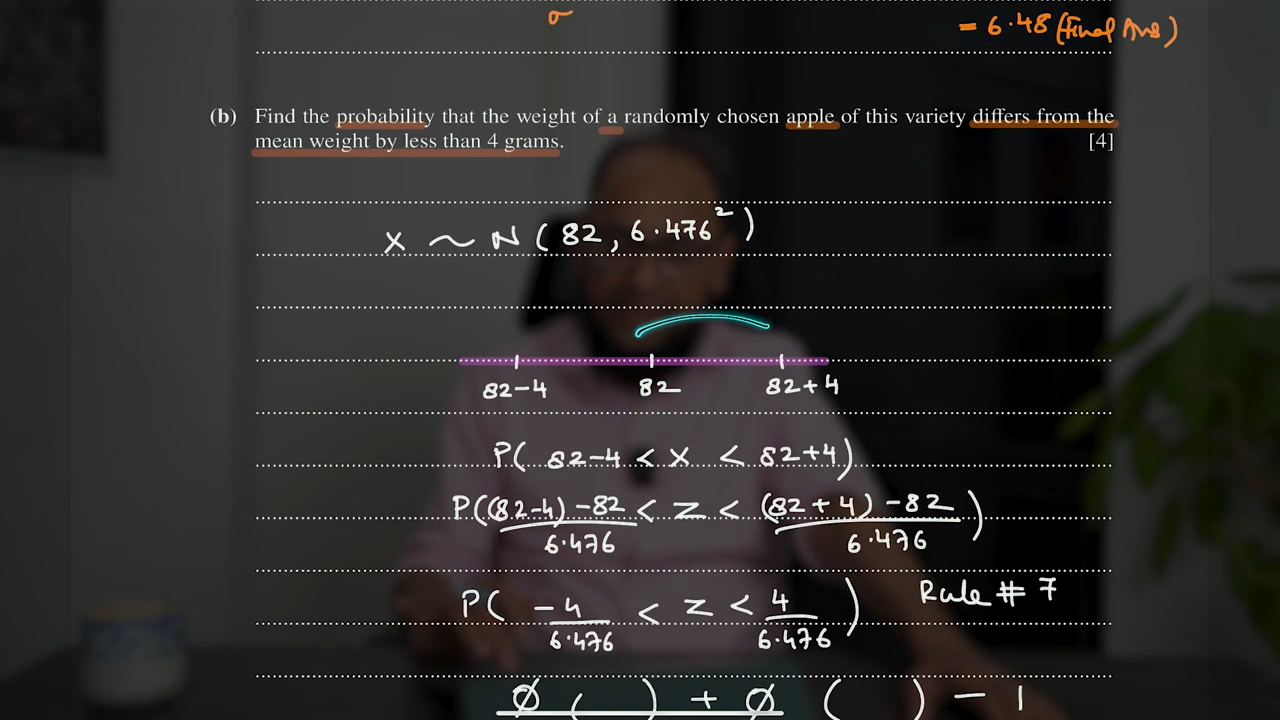 σ
= 6.48 (Final Ans)
(b) Find the probability that the weight of a randomly chosen apple of this variety differs from the
mean weight by less than 4 grams. [4]
X ~ N ( 82 , 6.476² )
82-4 82 82+4
P( 82-4 < X < 82+4 )
P( (82-4) - 82 / 6.476 < Z < (82+4) - 82 / 6.476 )
P( -4 / 6.476 < Z < 4 / 6.476 ) Rule # 7
Ø ( ) + Ø ( ) - 1